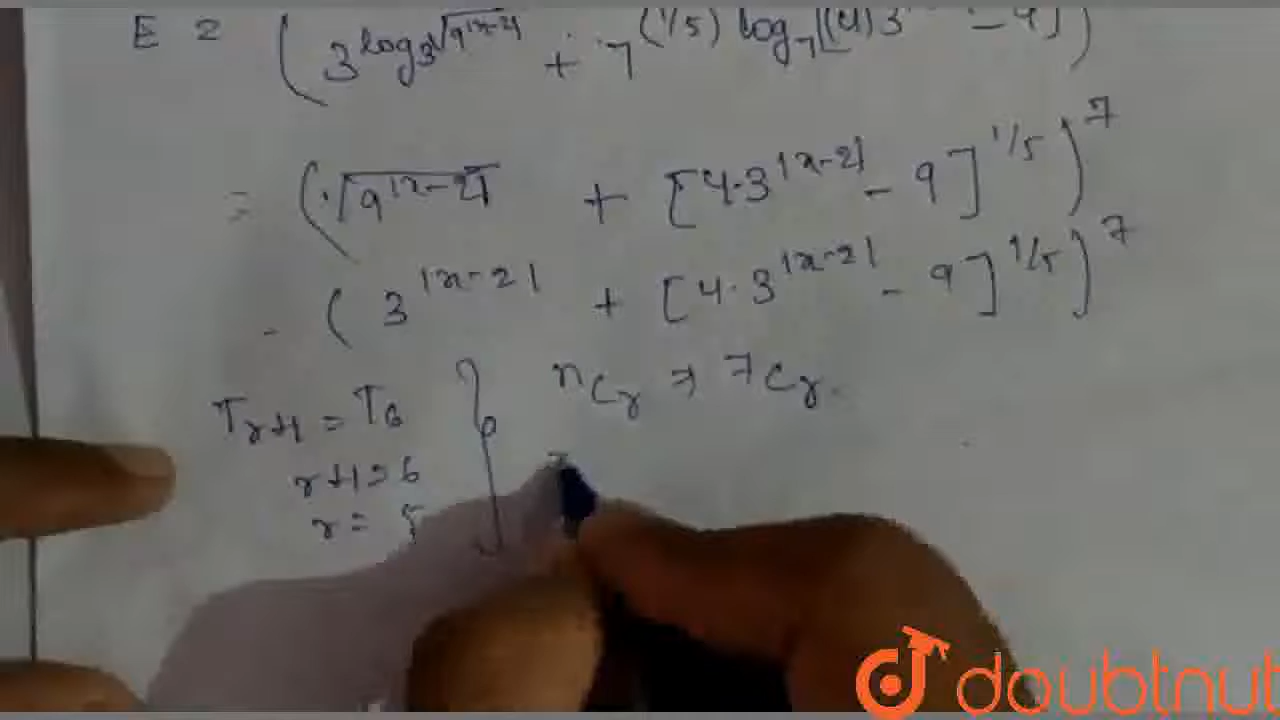 E = (3^{log_3 √9^{|x-2|}} + 7^{(1/5) log_7 [(4) 3 - 9]})
= (√9^{|x-2|} + [4·3^{|x-2|} - 9]^{1/5})^7
- (3^{|x-2|} + [4·3^{|x-2|} - 9]^{1/5})^7
T_{r+1} = T_6
nC_r → 7C_r.
r+1=6
r = 5
doubtnut